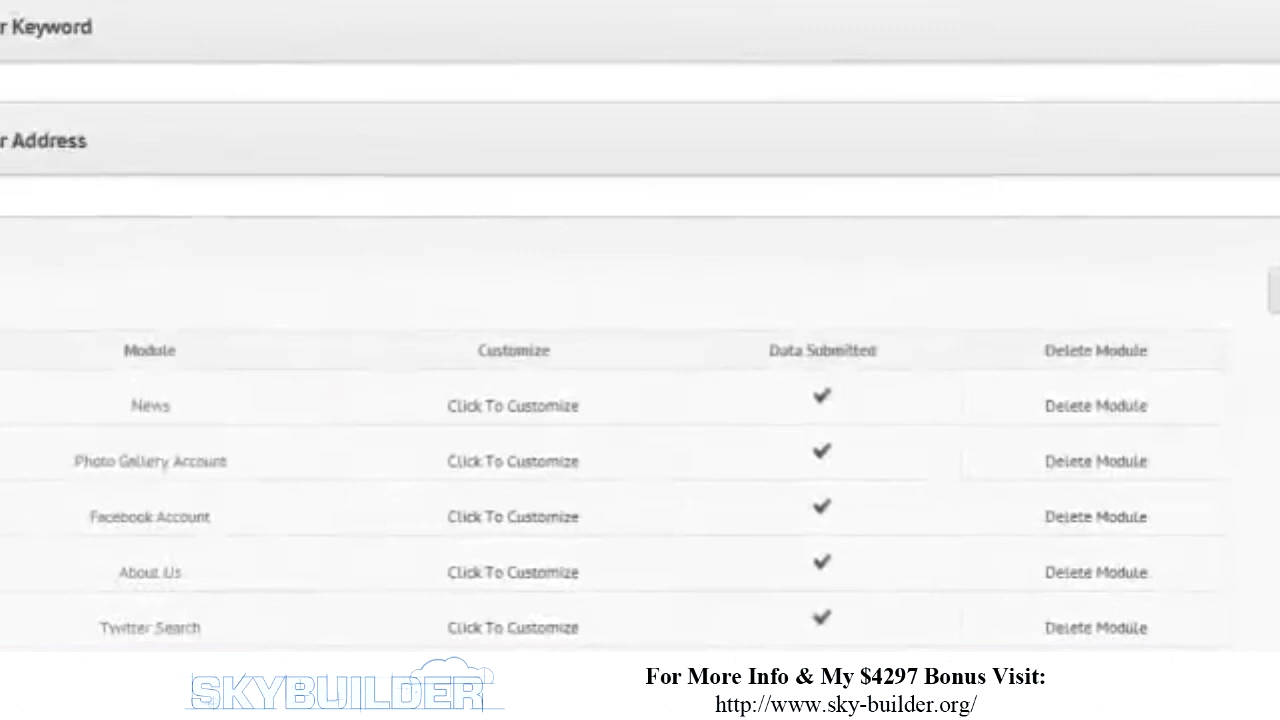 r Keyword
r Address
Module Customize Data Submitted Delete Module
News Click To Customize Delete Module
Photo Gallery Account Click To Customize Delete Module
Facebook Account Click To Customize Delete Module
About Us Click To Customize Delete Module
Twitter Search Click To Customize Delete Module
SKYBUILDER
For More Info & My $4297 Bonus Visit:
http://www.sky-builder.org/